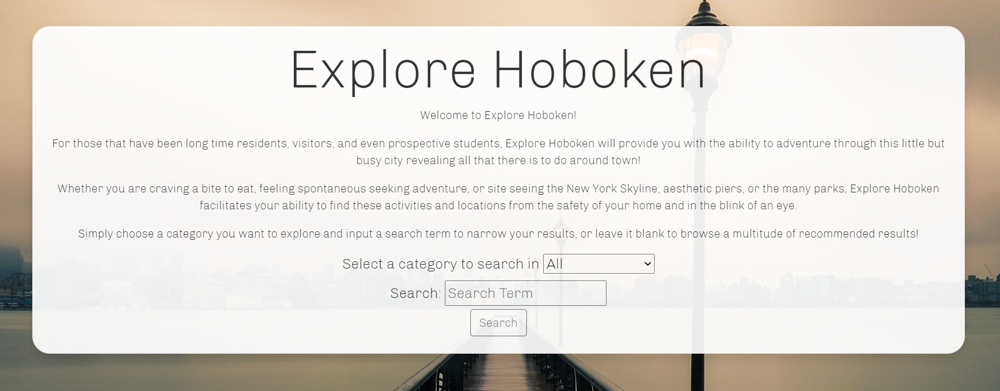 Explore Hoboken
Welcome to Explore Hoboken!
For those that have been long time residents, visitors, and even prospective students, Explore Hoboken will provide you with the ability to adventure through this little but
busy city revealing all that there is to do around town!
Whether you are craving a bite to eat, feeling spontaneous seeking adventure, or site seeing the New York Skyline, aesthetic piers, or the many parks, Explore Hoboken
facilitates your ability to find these activities and locations from the safety of your home and in the blink of an eye.
Simply choose a category you want to explore and input a search term to narrow your results, or leave it blank to browse a multitude of recommended results!
Select a category to search in All
Search: Search Term
Search